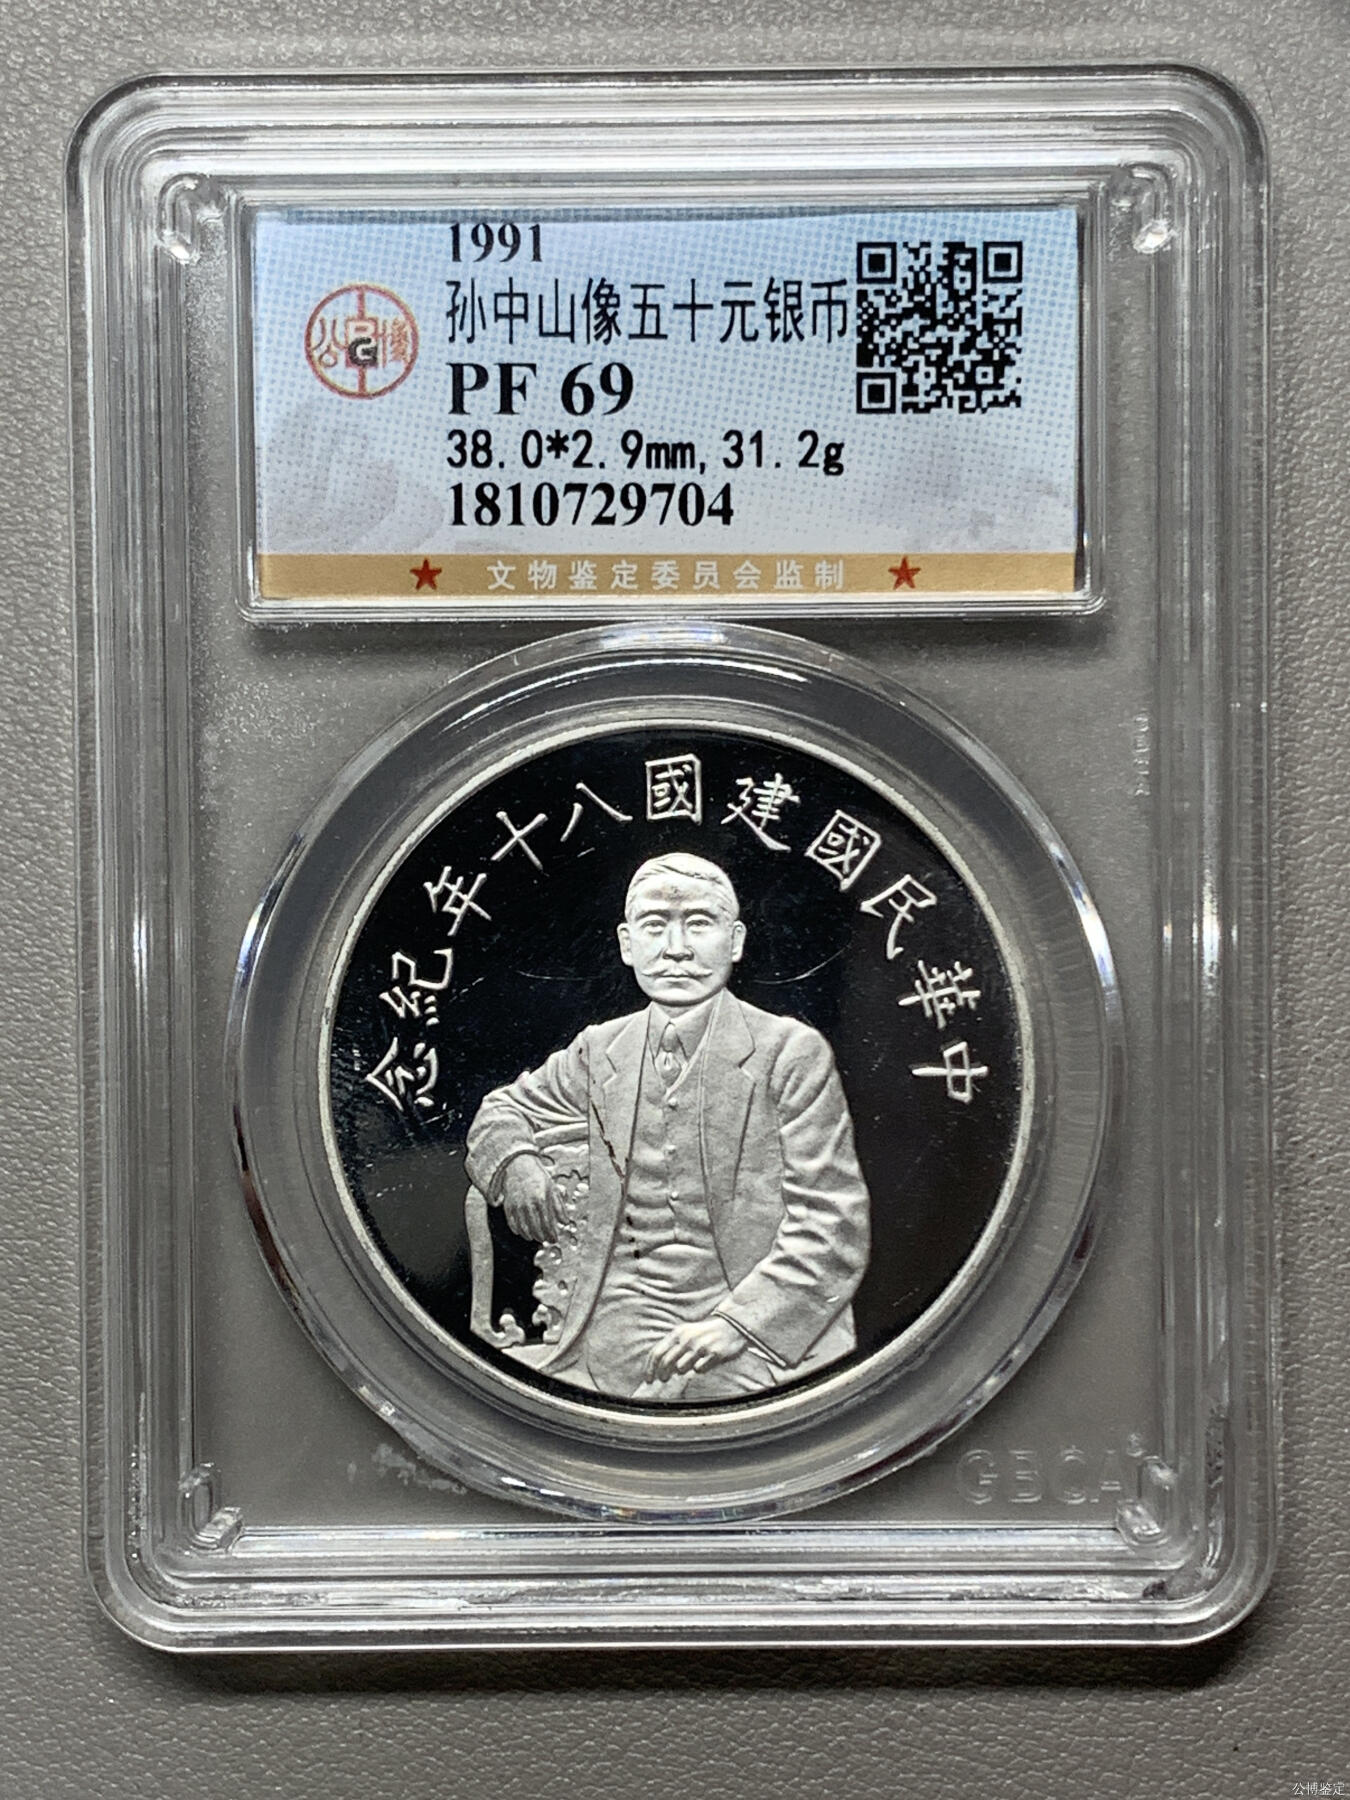 1991
孙中山像五十元银币
公博
PF 69
38.0*2.9mm, 31.2g
1810729704
★ 文物鉴定委员会监制 ★
中華民國建國八十年紀念
GBCA
公博鉴定